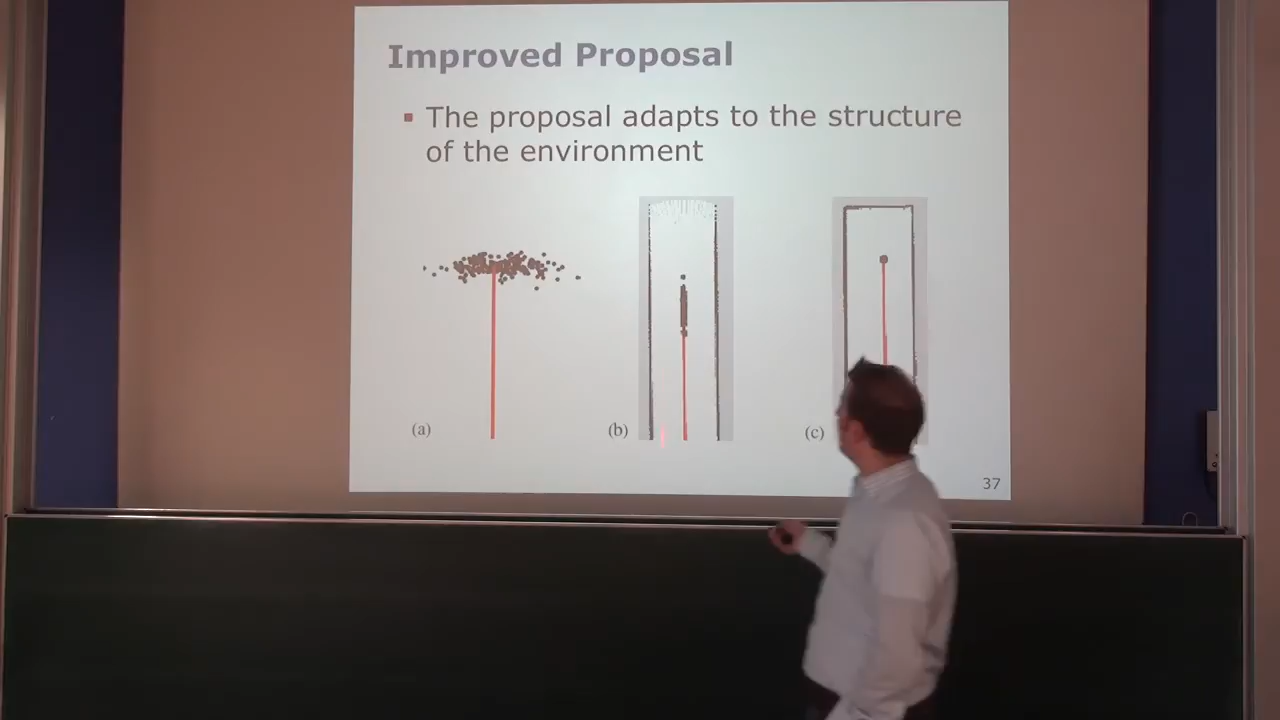 Improved Proposal
The proposal adapts to the structure
of the environment
(a)
(b)
(c)
37